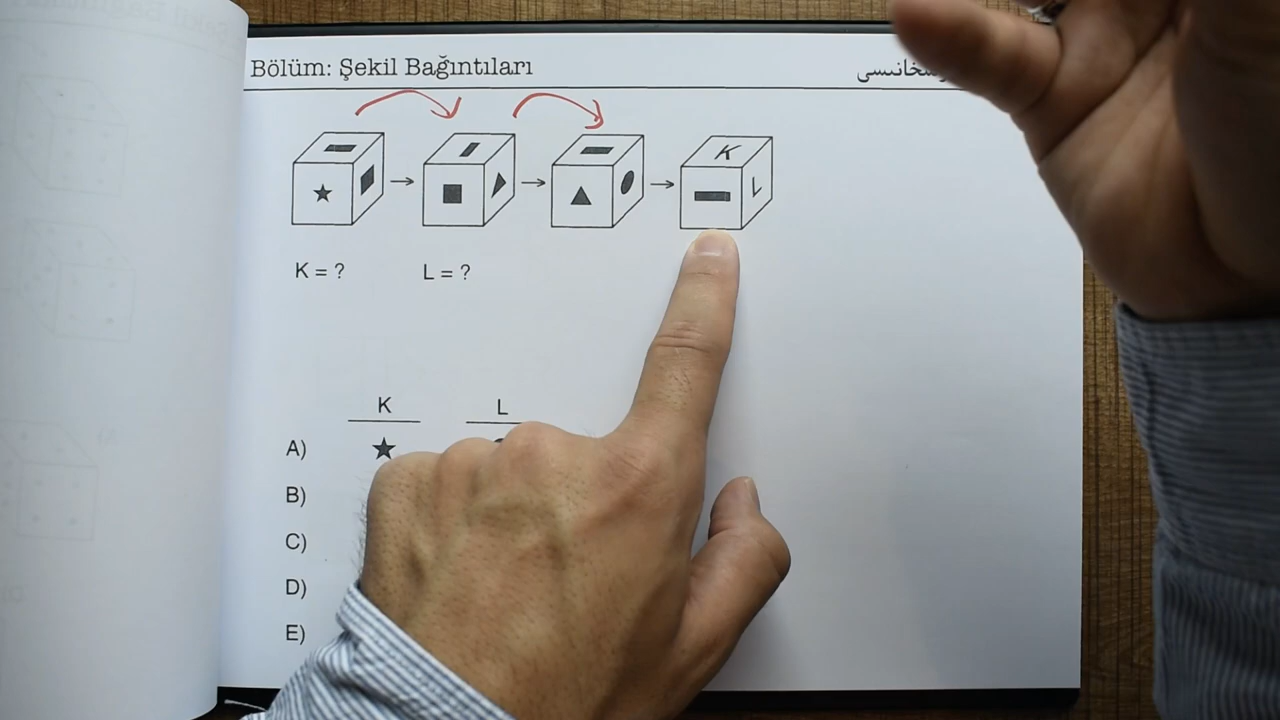 Bölüm: Şekil Bağıntıları
K
L
K = ?
L = ?
K
L
A)
B)
C)
D)
E)